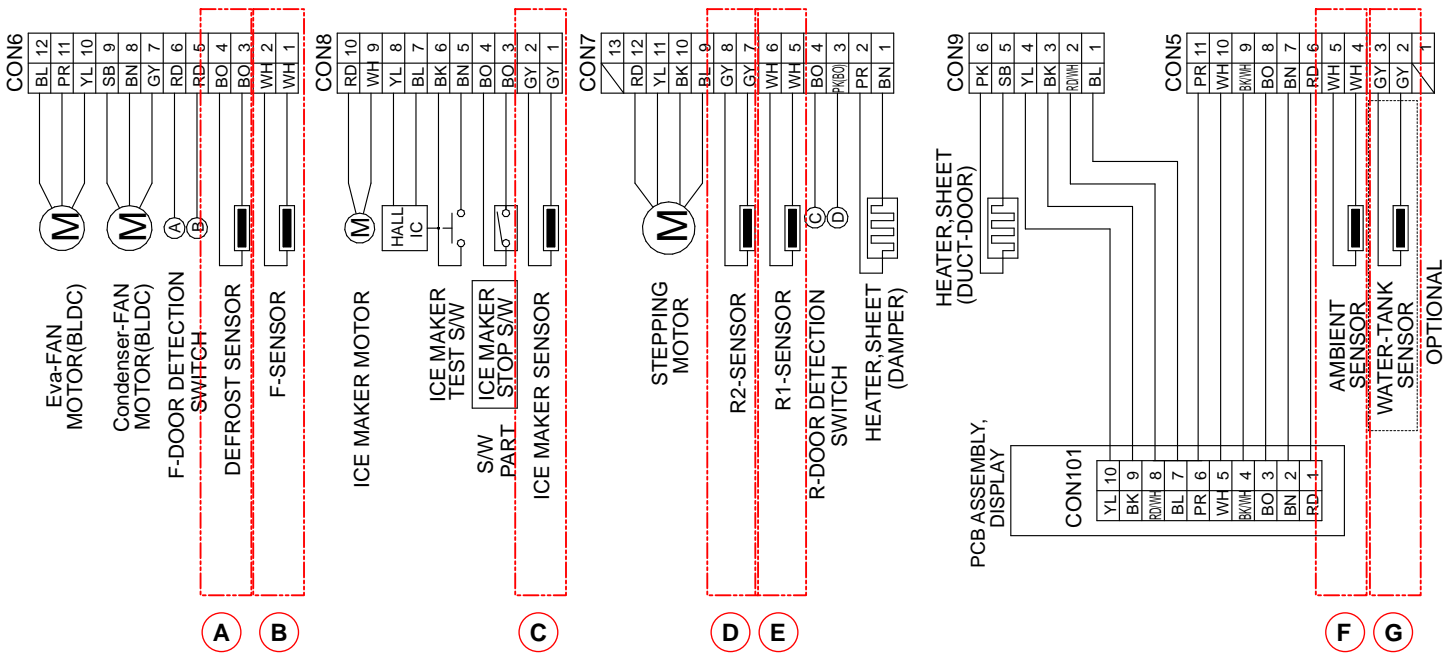 CON6
BL 12
PR 11
YL 10
SB 9
BN 8
GY 7
RD 6
RD 5
BO 4
BO 3
WH 2
WH 1
M
M
A
B
Eva-FAN
MOTOR(BLDC)
Condenser-FAN
MOTOR(BLDC)
F-DOOR DETECTION
SWITCH
DEFROST SENSOR
F-SENSOR
CON8
RD 10
WH 9
YL 8
BL 7
BK 6
BN 5
BO 4
BO 3
GY 2
GY 1
M
HALL
IC
ICE MAKER MOTOR
ICE MAKER
TEST S/W
ICE MAKER
STOP S/W
S/W
PART
ICE MAKER SENSOR
CON7
13
RD 12
YL 11
BK 10
BL 9
GY 8
GY 7
WH 6
WH 5
BO 4
PK(BO) 3
PR 2
BN 1
M
C
D
STEPPING
MOTOR
R2-SENSOR
R1-SENSOR
R-DOOR DETECTION
SWITCH
HEATER,SHEET
(DAMPER)
CON9
PK 6
SB 5
YL 4
BK 3
RD/WH 2
BL 1
HEATER,SHEET
(DUCT-DOOR)
CON5
PR 11
WH 10
BK/WH 9
BO 8
BN 7
RD 6
WH 5
WH 4
GY 3
GY 2
1
AMBIENT
SENSOR
WATER-TANK
SENSOR
OPTIONAL
PCB ASSEMBLY,
DISPLAY
CON101
YL 10
BK 9
RD/WH 8
BL 7
PR 6
WH 5
BK/WH 4
BO 3
BN 2
RD 1
A
B
C
D
E
F
G